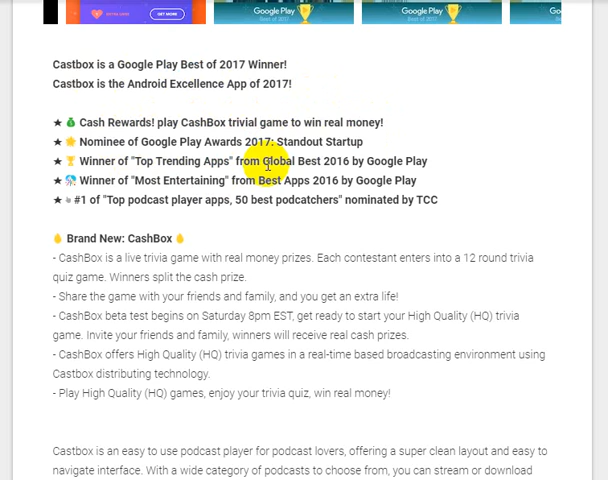 GET MORE
Google Play
Best of 2017
Google Play
Google Play
Castbox is a Google Play Best of 2017 Winner!
Castbox is the Android Excellence App of 2017!
★ 💰 Cash Rewards! play CashBox trivial game to win real money!
★ 🌟 Nominee of Google Play Awards 2017: Standout Startup
★ 🏆 Winner of "Top Trending Apps" from Global Best 2016 by Google Play
★ Winner of "Most Entertaining" from Best Apps 2016 by Google Play
★ #1 of "Top podcast player apps, 50 best podcatchers" nominated by TCC
Brand New: CashBox
- CashBox is a live trivia game with real money prizes. Each contestant enters into a 12 round trivia
quiz game. Winners split the cash prize.
- Share the game with your friends and family, and you get an extra life!
- CashBox beta test begins on Saturday 8pm EST, get ready to start your High Quality (HQ) trivia
game. Invite your friends and family, winners will receive real cash prizes.
- CashBox offers High Quality (HQ) trivia games in a real-time based broadcasting environment using
Castbox distributing technology.
- Play High Quality (HQ) games, enjoy your trivia quiz, win real money!
Castbox is an easy to use podcast player for podcast lovers, offering a super clean layout and easy to
navigate interface. With a wide category of podcasts to choose from, you can stream or download